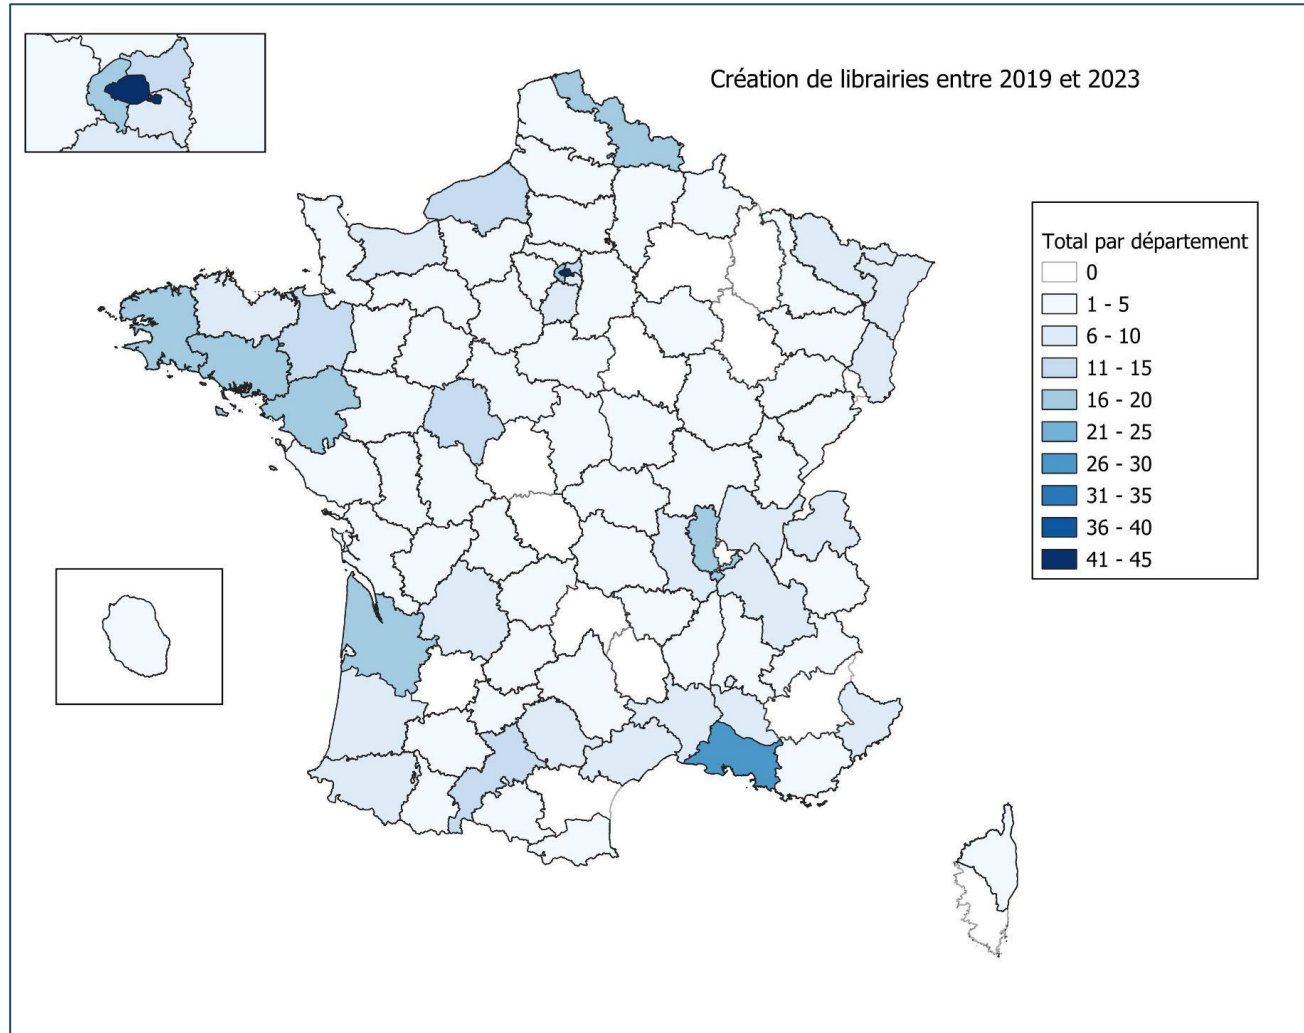 Création de librairies entre 2019 et 2023
Total par département
0
1 - 5
6 - 10
11 - 15
16 - 20
21 - 25
26 - 30
31 - 35
36 - 40
41 - 45